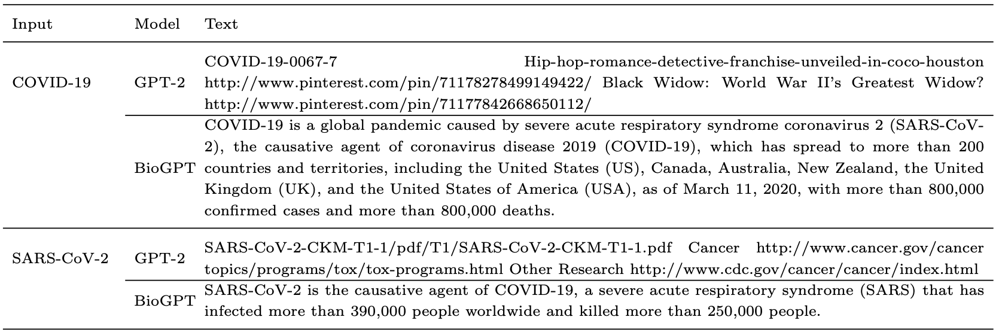 Input Model Text
COVID-19-0067-7 Hip-hop-romance-detective-franchise-unveiled-in-coco-houston
COVID-19 GPT-2 http://www.pinterest.com/pin/71178278499149422/ Black Widow: World War II's Greatest Widow?
http://www.pinterest.com/pin/71177842668650112/
COVID-19 is a global pandemic caused by severe acute respiratory syndrome coronavirus 2 (SARS-CoV-
2), the causative agent of coronavirus disease 2019 (COVID-19), which has spread to more than 200
BioGPT countries and territories, including the United States (US), Canada, Australia, New Zealand, the United
Kingdom (UK), and the United States of America (USA), as of March 11, 2020, with more than 800,000
confirmed cases and more than 800,000 deaths.
SARS-CoV-2 GPT-2 SARS-CoV-2-CKM-T1-1/pdf/T1/SARS-CoV-2-CKM-T1-1.pdf Cancer http://www.cancer.gov/cancer
topics/programs/tox/tox-programs.html Other Research http://www.cdc.gov/cancer/cancer/index.html
BioGPT SARS-CoV-2 is the causative agent of COVID-19, a severe acute respiratory syndrome (SARS) that has
infected more than 390,000 people worldwide and killed more than 250,000 people.